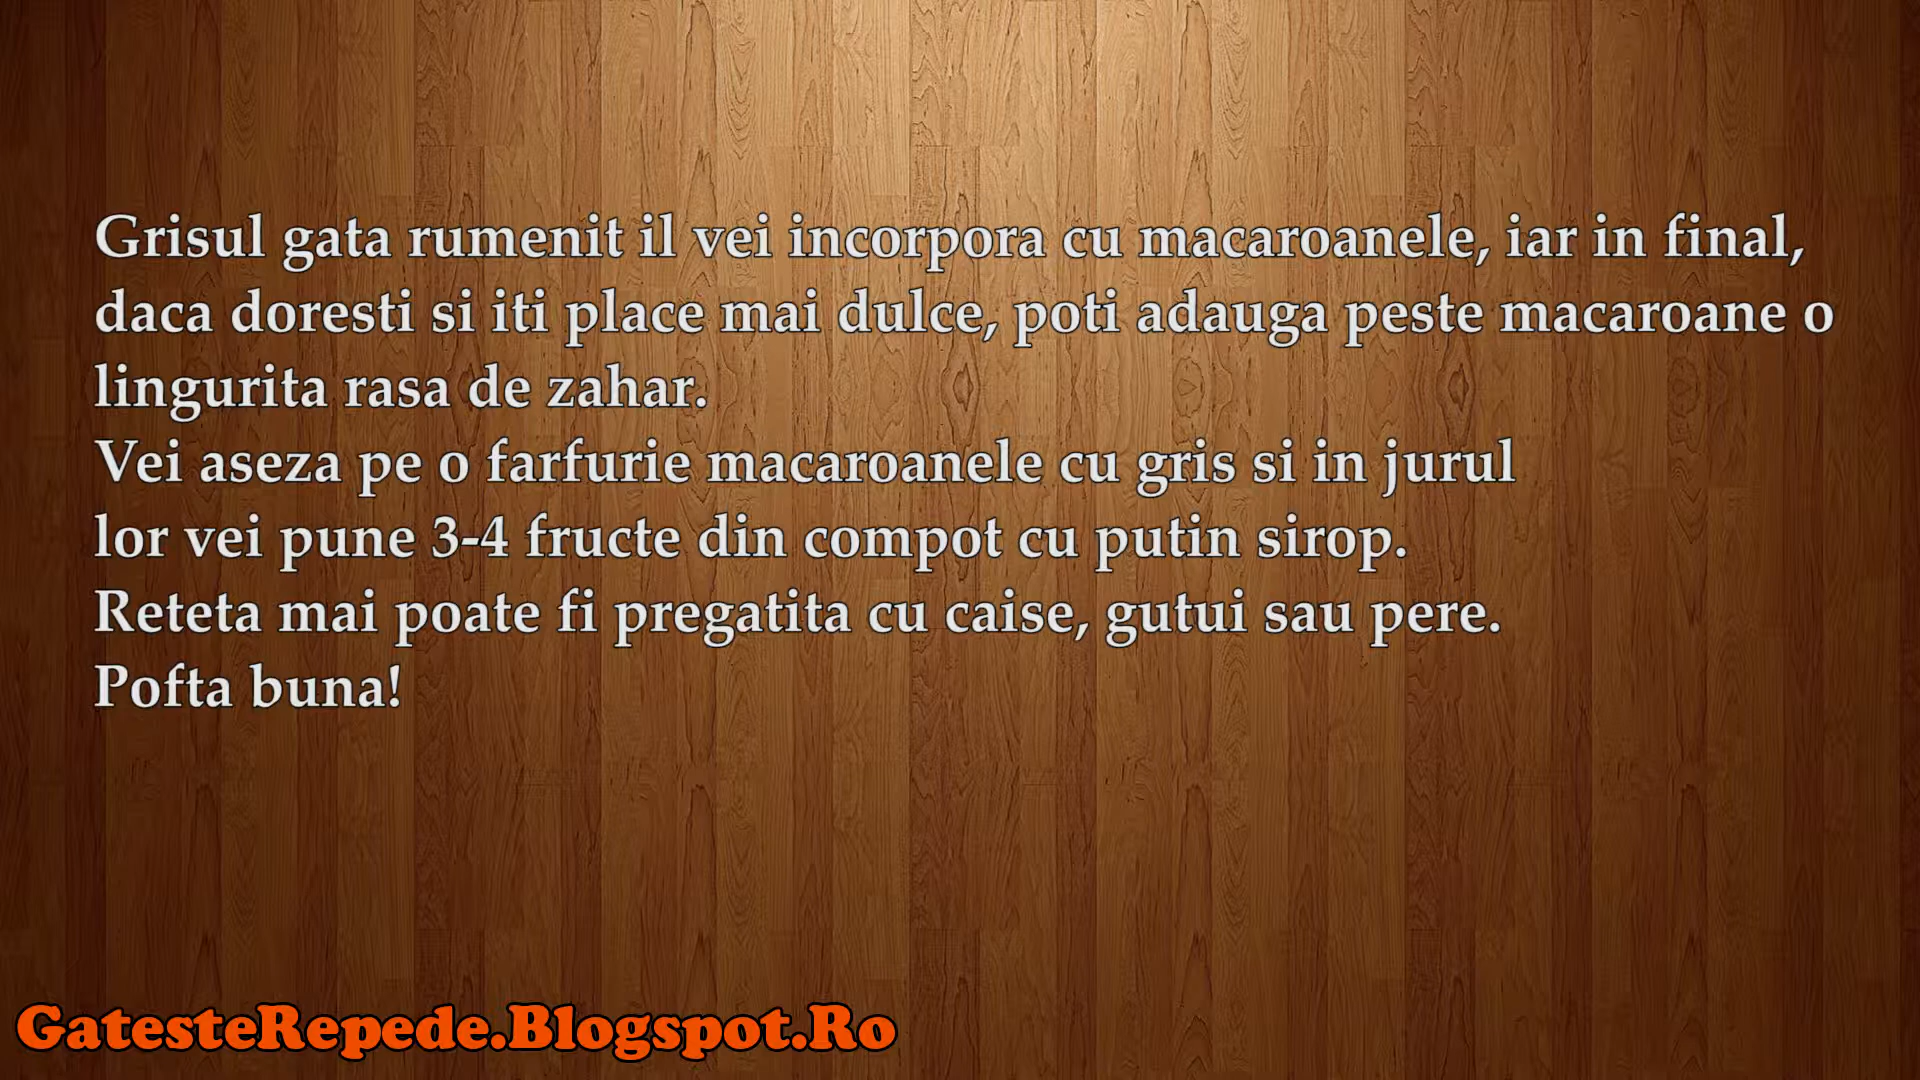 Grisul gata rumenit il vei incorpora cu macaroanele, iar in final,
daca doresti si iti place mai dulce, poti adauga peste macaroane o
lingurita rasa de zahar.
Vei aseza pe o farfurie macaroanele cu gris si in jurul
lor vei pune 3-4 fructe din compot cu putin sirop.
Reteta mai poate fi pregatita cu caise, gutui sau pere.
Pofta buna!
GatesteRepede.Blogspot.Ro